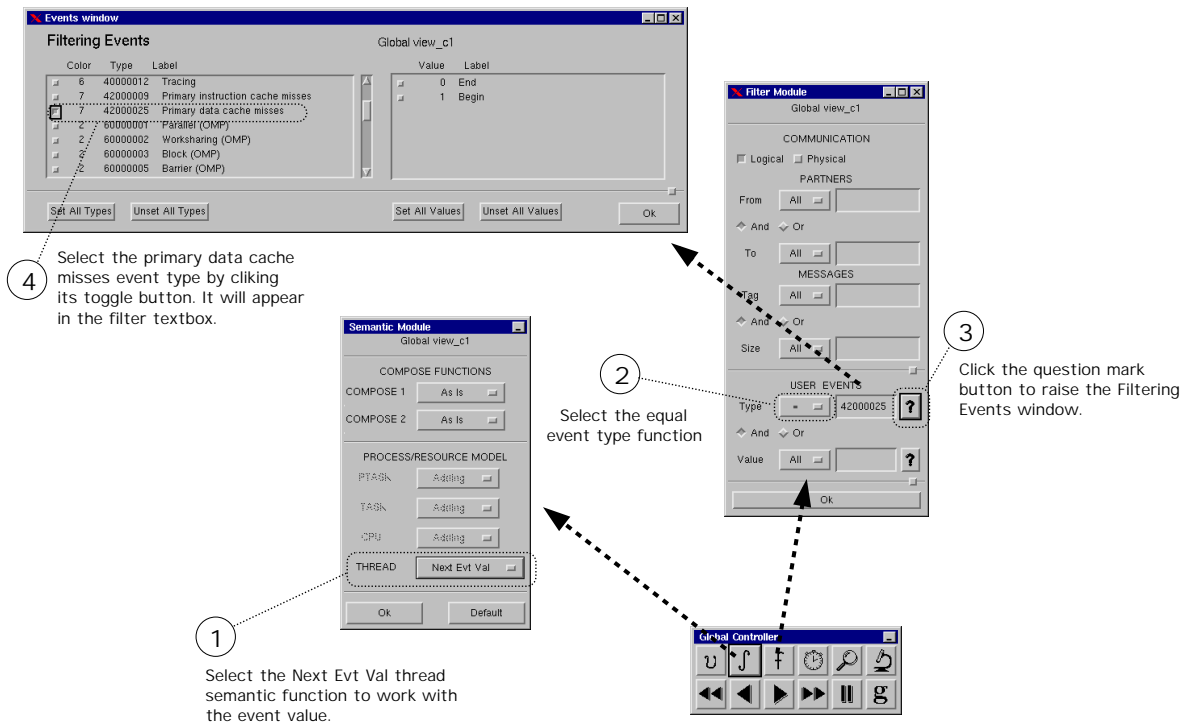 Events window
Filtering Events
Global view_c1
Color Type Label
6 40000012 Tracing
7 42000009 Primary instruction cache misses
7 42000025 Primary data cache misses
2 60000001 Parallel (OMP)
2 60000002 Worksharing (OMP)
2 60000003 Block (OMP)
2 60000005 Barrier (OMP)
Value Label
0 End
1 Begin
Set All Types Unset All Types
Set All Values Unset All Values
Ok
4
Select the primary data cache
misses event type by cliking
its toggle button. It will appear
in the filter textbox.
Semantic Module
Global view_c1
COMPOSE FUNCTIONS
COMPOSE 1 As Is
COMPOSE 2 As Is
PROCESS/RESOURCE MODEL
PTASK Adding
TASK Adding
CPU Adding
THREAD Next Evt Val
Ok Default
1
Select the Next Evt Val thread
semantic function to work with
the event value.
2
Select the equal
event type function
Filter Module
Global view_c1
COMMUNICATION
Logical Physical
PARTNERS
From All
And Or
To All
MESSAGES
Tag All
And Or
Size All
USER EVENTS
Type = 42000025 ?
And Or
Value All ?
Ok
3
Click the question mark
button to raise the Filtering
Events window.
Global Controller
g